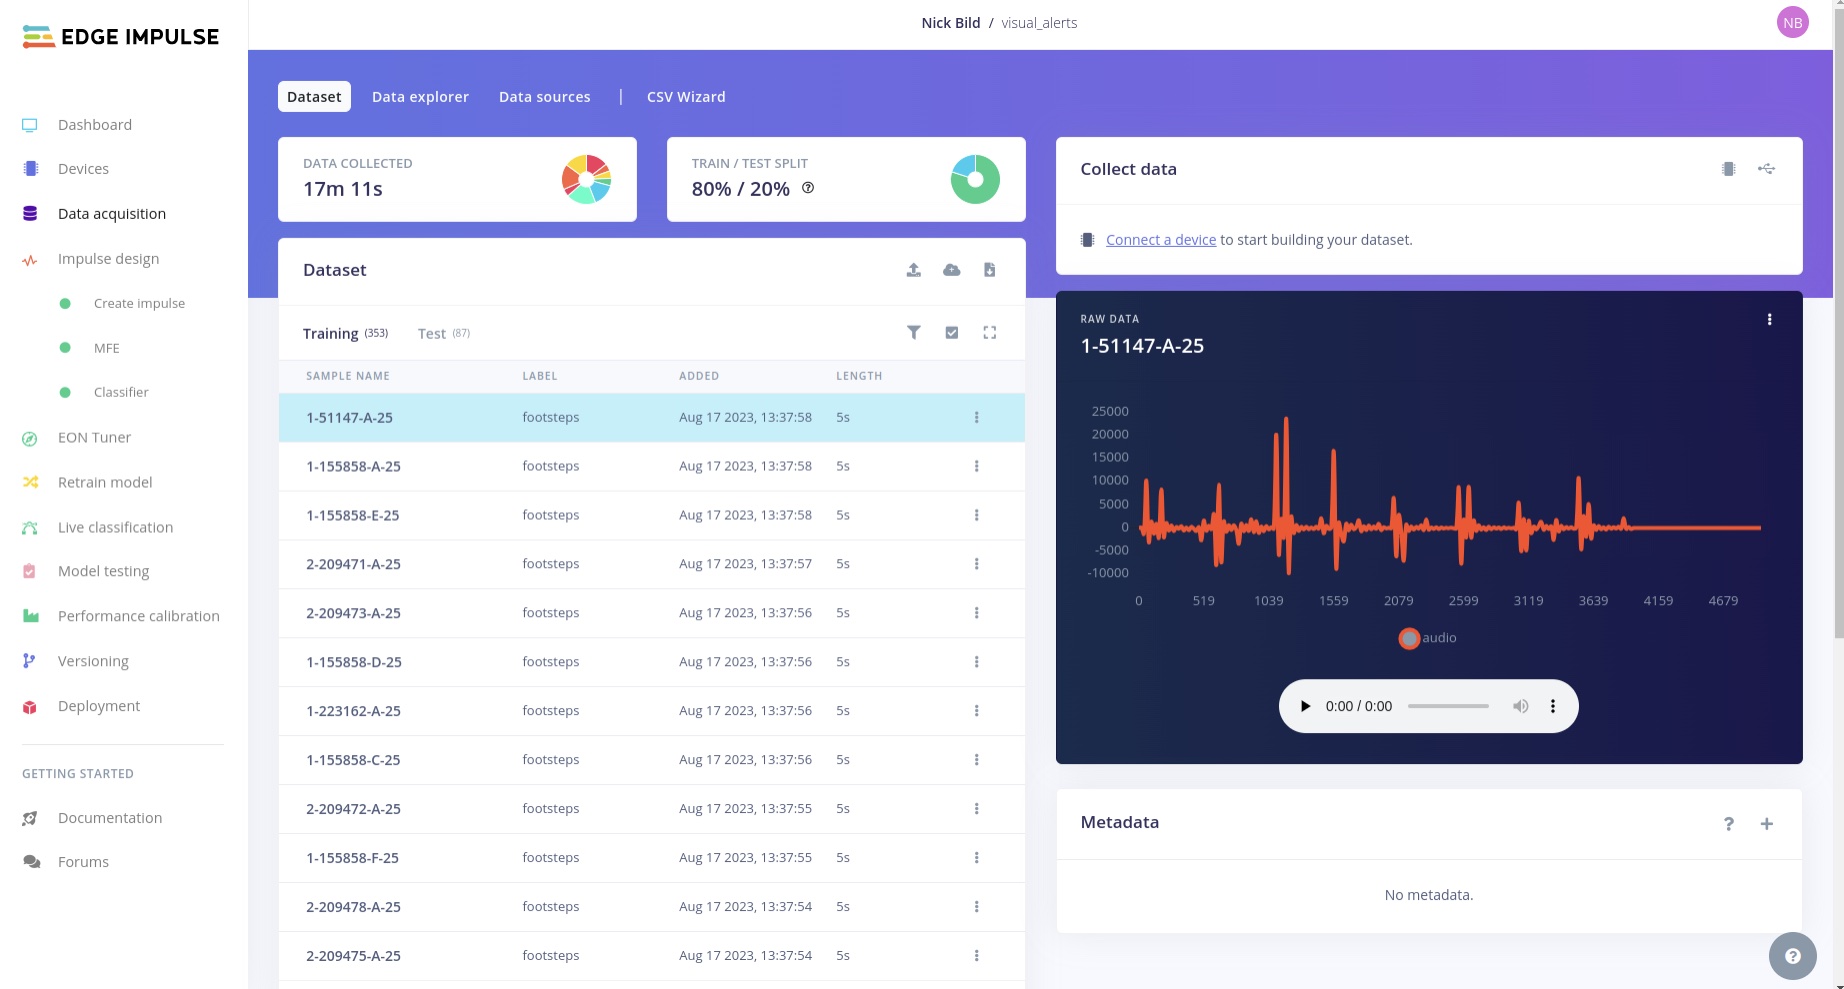 EDGE IMPULSE
Nick Bild / visual_alerts
NB
Dashboard
Devices
Data acquisition
Impulse design
Create impulse
MFE
Classifier
EON Tuner
Retrain model
Live classification
Model testing
Performance calibration
Versioning
Deployment
GETTING STARTED
Documentation
Forums
Dataset Data explorer Data sources | CSV Wizard
DATA COLLECTED
17m 11s
TRAIN / TEST SPLIT
80% / 20% ?
Dataset
Training (353) Test (87)
SAMPLE NAME LABEL ADDED LENGTH
1-51147-A-25 footsteps Aug 17 2023, 13:37:58 5s
1-155858-A-25 footsteps Aug 17 2023, 13:37:58 5s
1-155858-E-25 footsteps Aug 17 2023, 13:37:58 5s
2-209471-A-25 footsteps Aug 17 2023, 13:37:57 5s
2-209473-A-25 footsteps Aug 17 2023, 13:37:56 5s
1-155858-D-25 footsteps Aug 17 2023, 13:37:56 5s
1-223162-A-25 footsteps Aug 17 2023, 13:37:56 5s
1-155858-C-25 footsteps Aug 17 2023, 13:37:56 5s
2-209472-A-25 footsteps Aug 17 2023, 13:37:55 5s
1-155858-F-25 footsteps Aug 17 2023, 13:37:55 5s
2-209478-A-25 footsteps Aug 17 2023, 13:37:54 5s
2-209475-A-25 footsteps Aug 17 2023, 13:37:54 5s
Collect data
Connect a device to start building your dataset.
RAW DATA
1-51147-A-25
25000
20000
15000
10000
5000
0
-5000
-10000
0 519 1039 1559 2079 2599 3119 3639 4159 4679
audio
0:00 / 0:00
Metadata
? +
No metadata.
?